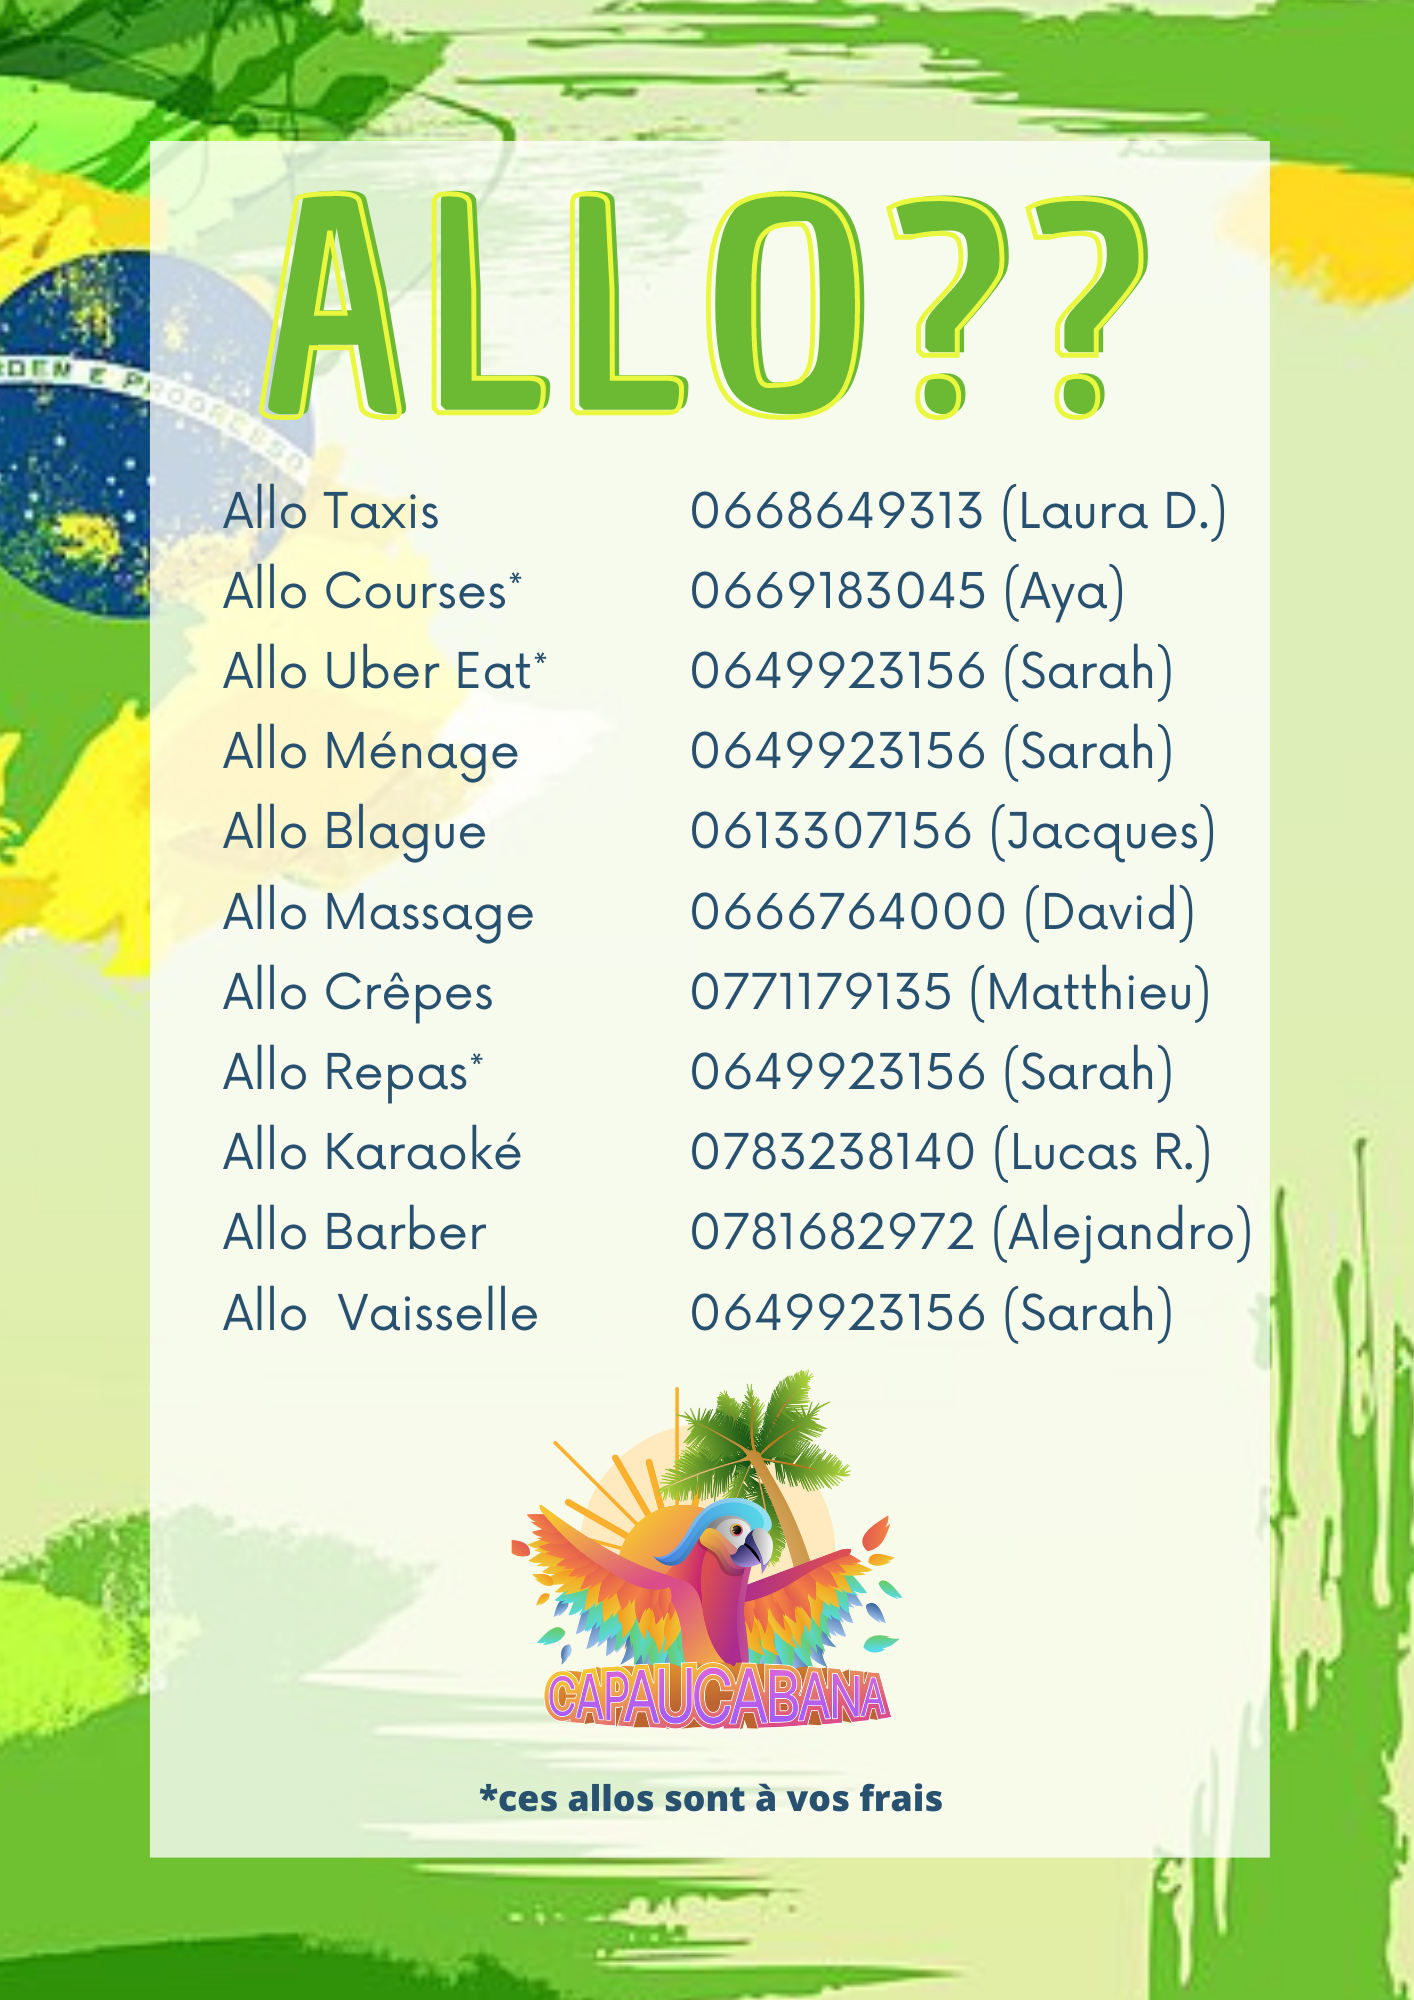 ALLO??
RDEM E PROGRESSO
Allo Taxis 0668649313 (Laura D.)
Allo Courses* 0669183045 (Aya)
Allo Uber Eat* 0649923156 (Sarah)
Allo Ménage 0649923156 (Sarah)
Allo Blague 0613307156 (Jacques)
Allo Massage 0666764000 (David)
Allo Crêpes 0771179135 (Matthieu)
Allo Repas* 0649923156 (Sarah)
Allo Karaoké 0783238140 (Lucas R.)
Allo Barber 0781682972 (Alejandro)
Allo Vaisselle 0649923156 (Sarah)
CAPAUCABANA
*ces allos sont à vos frais